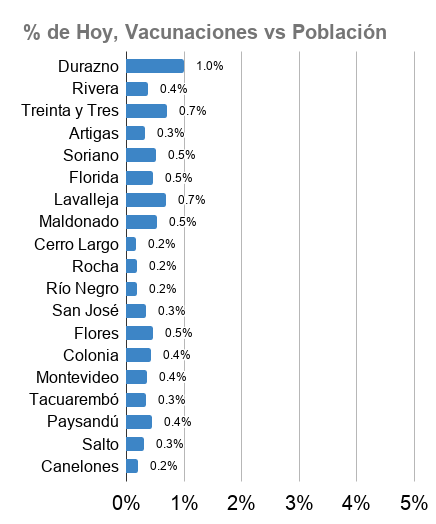 % de Hoy, Vacunaciones vs Población
Durazno 1.0%
Rivera 0.4%
Treinta y Tres 0.7%
Artigas 0.3%
Soriano 0.5%
Florida 0.5%
Lavalleja 0.7%
Maldonado 0.5%
Cerro Largo 0.2%
Rocha 0.2%
Río Negro 0.2%
San José 0.3%
Flores 0.5%
Colonia 0.4%
Montevideo 0.4%
Tacuarembó 0.3%
Paysandú 0.4%
Salto 0.3%
Canelones 0.2%
0% 1% 2% 3% 4% 5%